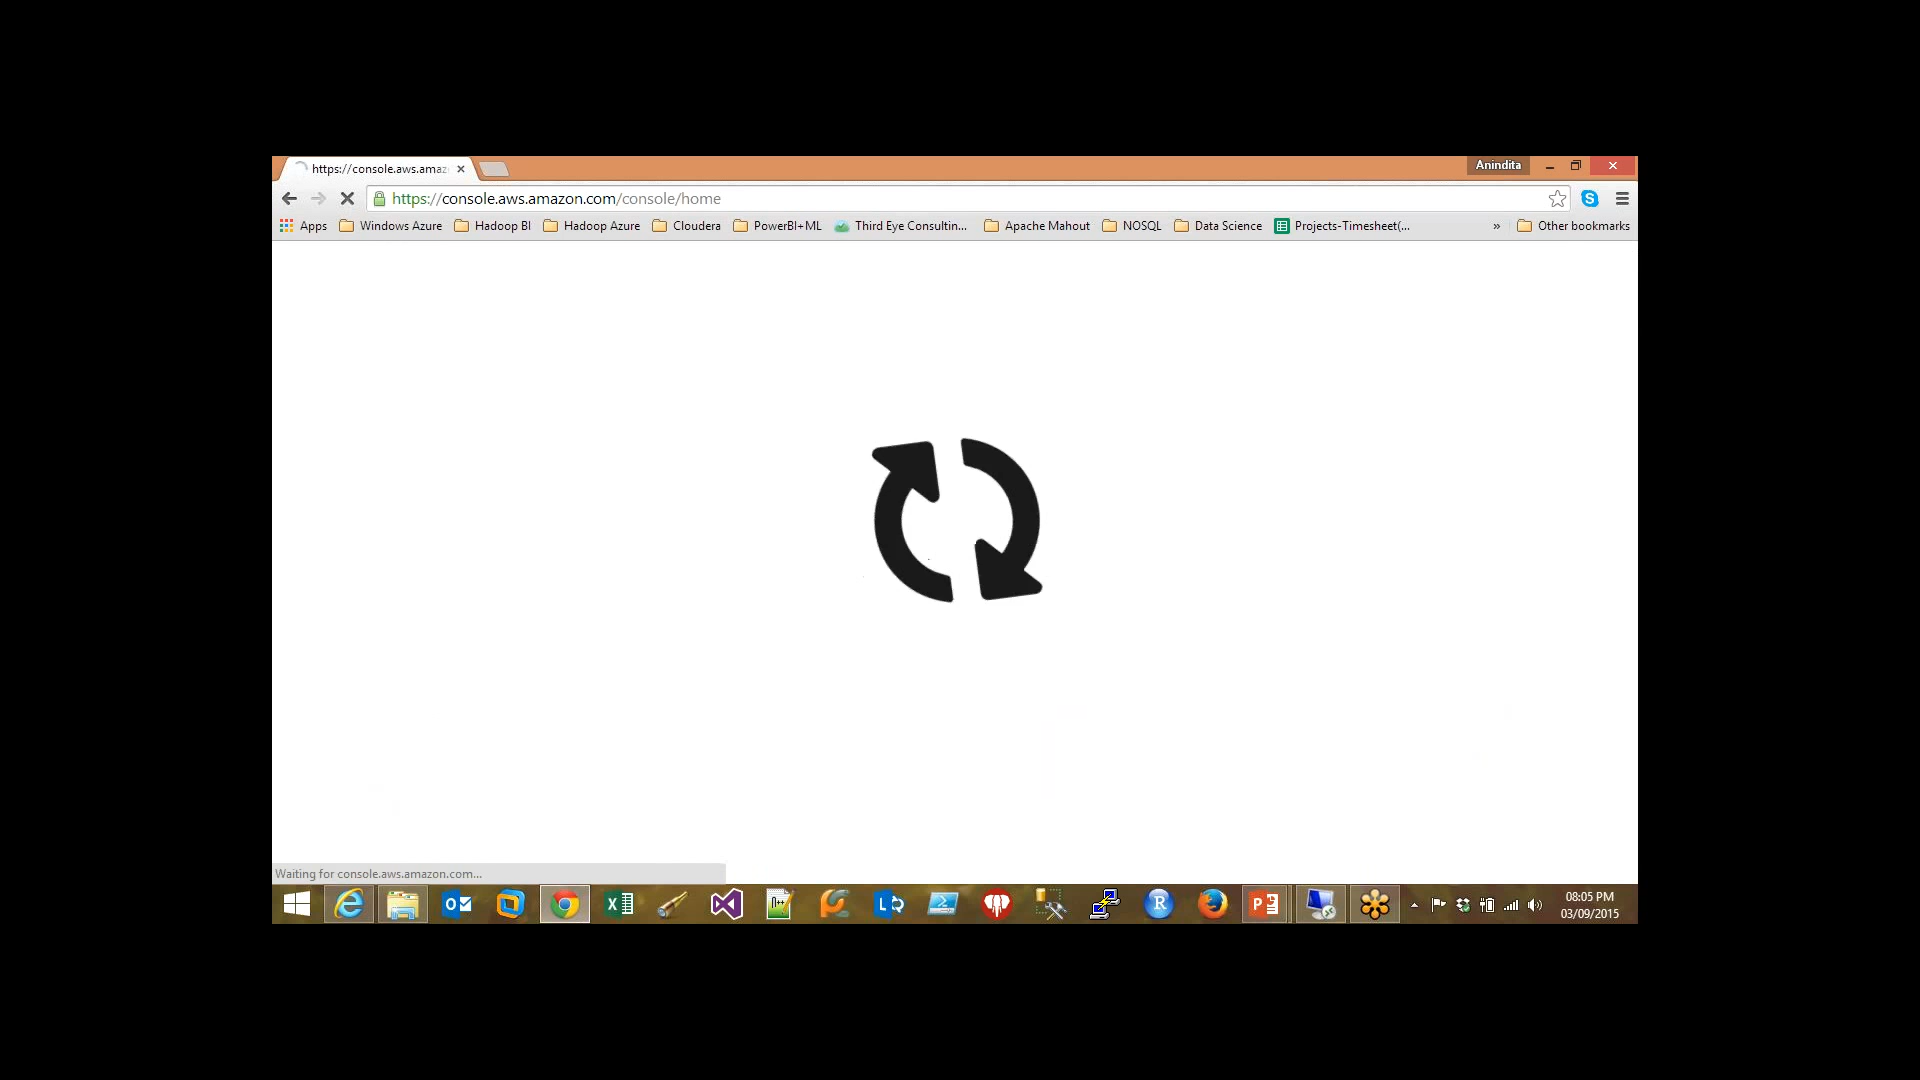 https://console.aws.amaz
Anindita
https://console.aws.amazon.com/console/home
Apps Windows Azure Hadoop BI Hadoop Azure Cloudera PowerBI+ML Third Eye Consultin... Apache Mahout NOSQL Data Science Projects-Timesheet(... » Other bookmarks
Waiting for console.aws.amazon.com...
08:05 PM
03/09/2015